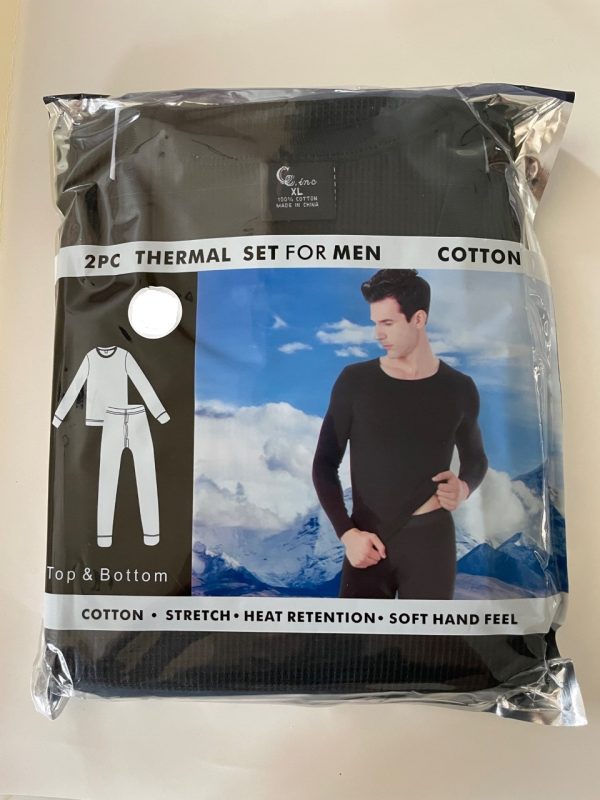 XL
100% COTTON
MADE IN CHINA
2PC THERMAL SET FOR MEN COTTON
Top & Bottom
COTTON • STRETCH • HEAT RETENTION • SOFT HAND FEEL